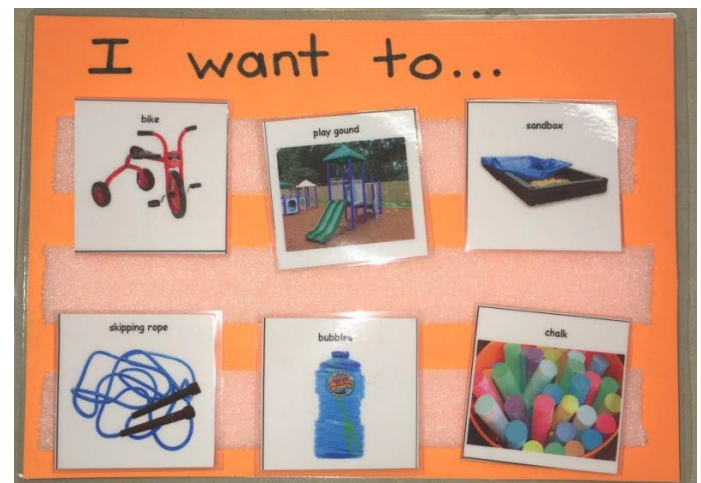 I want to...
bike
play gound
sandbox
skipping rope
bubbles
chalk